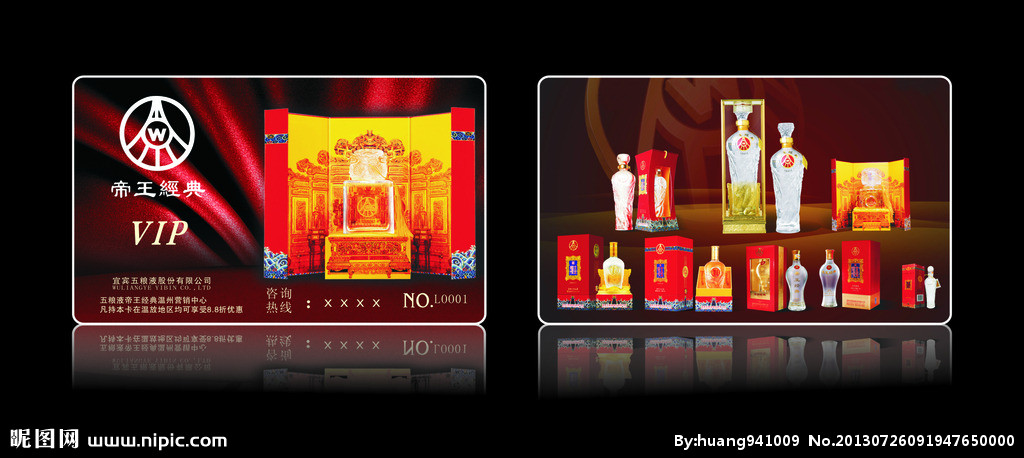 W
帝王經典
VIP
宜宾五粮液股份有限公司
WULIANGYE YIBIN CO., LTD
五粮液帝王经典温州营销中心
凡持本卡在温放地区均可享受8.8折优惠
咨询
热线：×××× NO.L0001
昵图网 www.nipic.com
By:huang941009 No.20130726091947650000